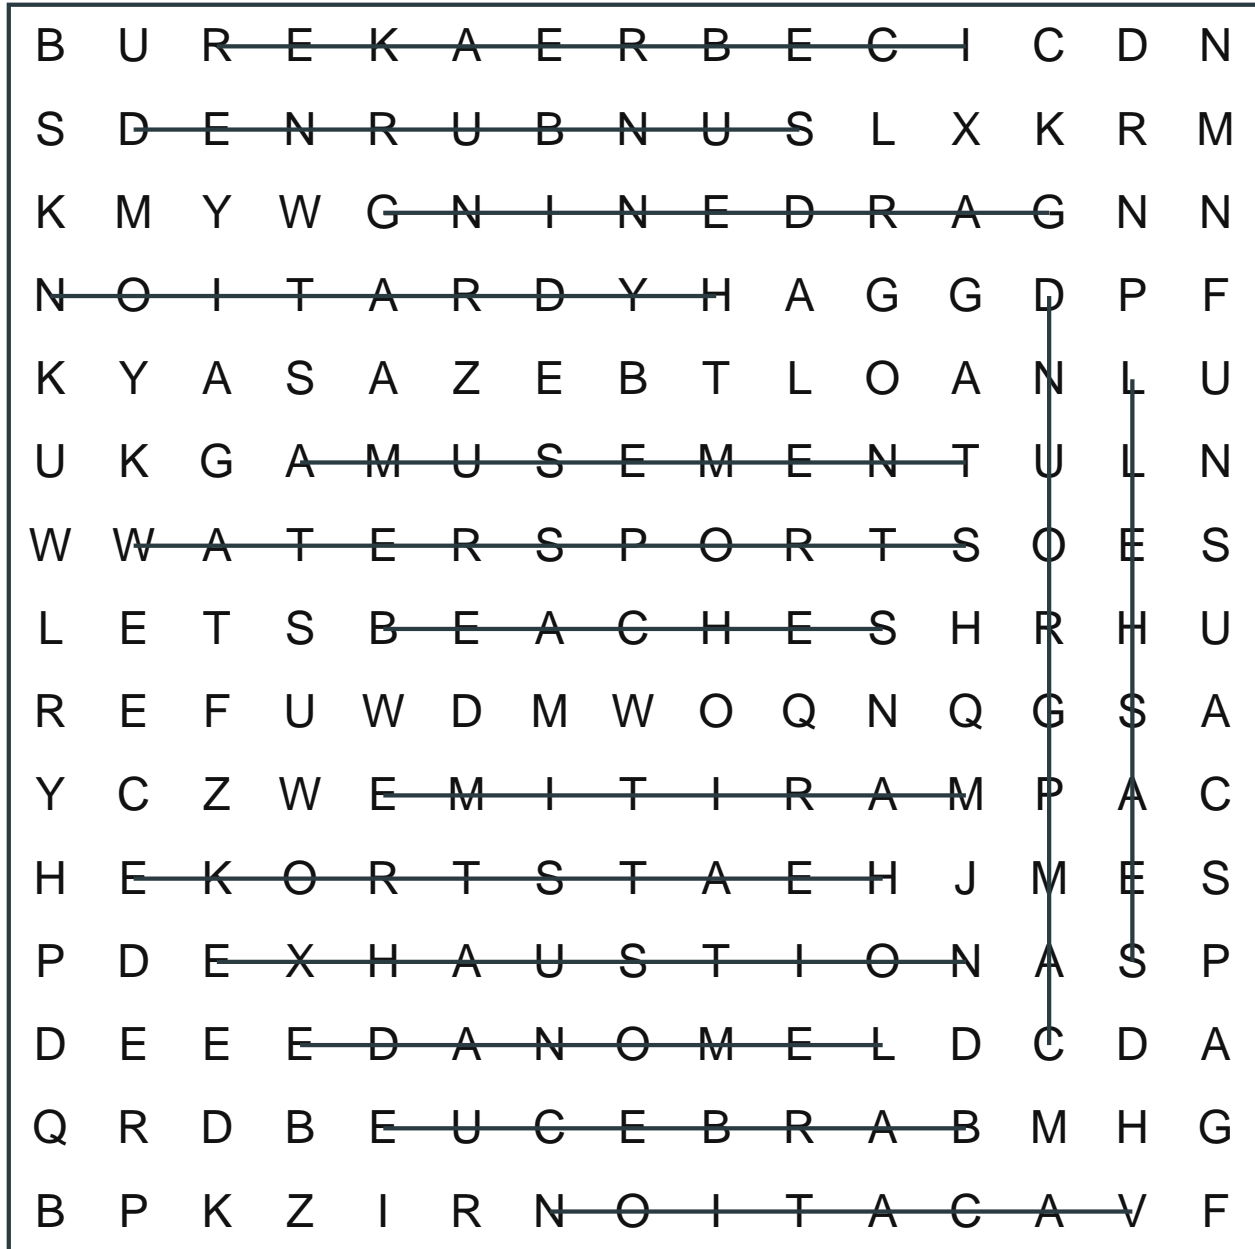 B U R E K A E R B E C I C D N
S D E N R U B N U S L X K R M
K M Y W G N I N E D R A G N N
N O I T A R D Y H A G G D P F
K Y A S A Z E B T L O A N L U
U K G A M U S E M E N T U L N
W W A T E R S P O R T S O E S
L E T S B E A C H E S H R H U
R E F U W D M W O Q N Q G S A
Y C Z W E M I T I R A M P A C
H E K O R T S T A E H J M E S
P D E X H A U S T I O N A S P
D E E E D A N O M E L D C D A
Q R D B E U C E B R A B M H G
B P K Z I R N O I T A C A V F